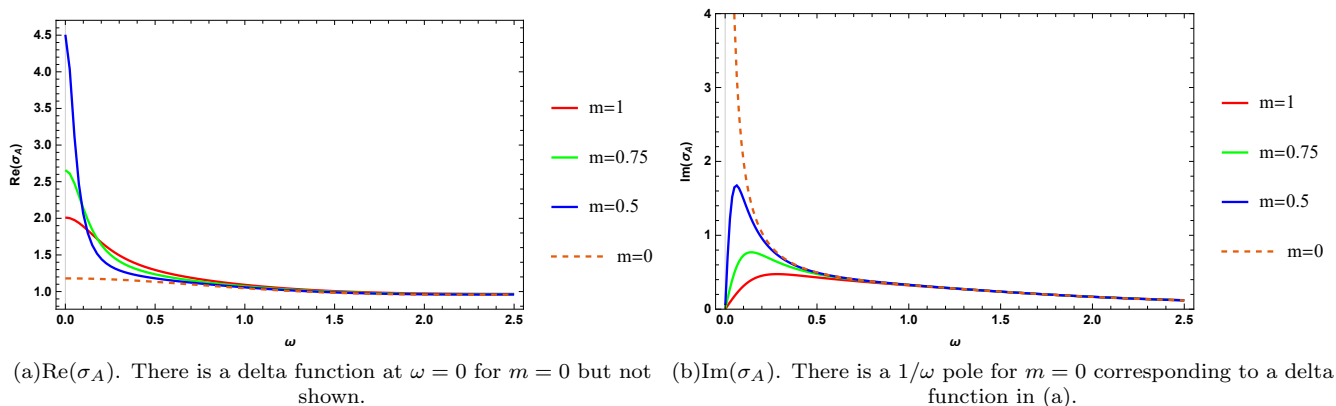 4.5
4.0
3.5
3.0
2.5
2.0
1.5
1.0
Re(σA)
0.0 0.5 1.0 1.5 2.0 2.5
ω
m=1
m=0.75
m=0.5
m=0
4
3
2
1
0
Im(σA)
0.0 0.5 1.0 1.5 2.0 2.5
ω
m=1
m=0.75
m=0.5
m=0
(a)Re(σA). There is a delta function at ω = 0 for m = 0 but not
shown.
(b)Im(σA). There is a 1/ω pole for m = 0 corresponding to a delta
function in (a).